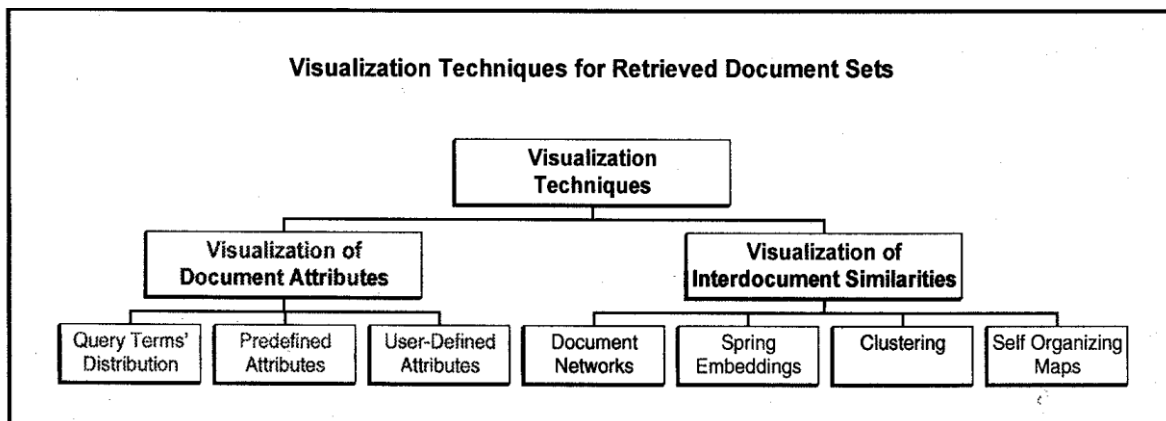 Visualization Techniques for Retrieved Document Sets
Visualization
Techniques
Visualization of
Document Attributes
Visualization of
Interdocument Similarities
Query Terms'
Distribution
Predefined
Attributes
User-Defined
Attributes
Document
Networks
Spring
Embeddings
Clustering
Self Organizing
Maps